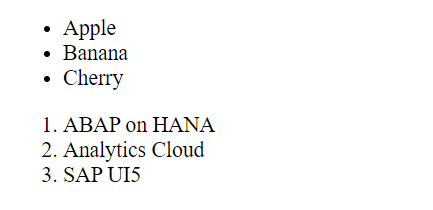 • Apple
• Banana
• Cherry
1. ABAP on HANA
2. Analytics Cloud
3. SAP UI5